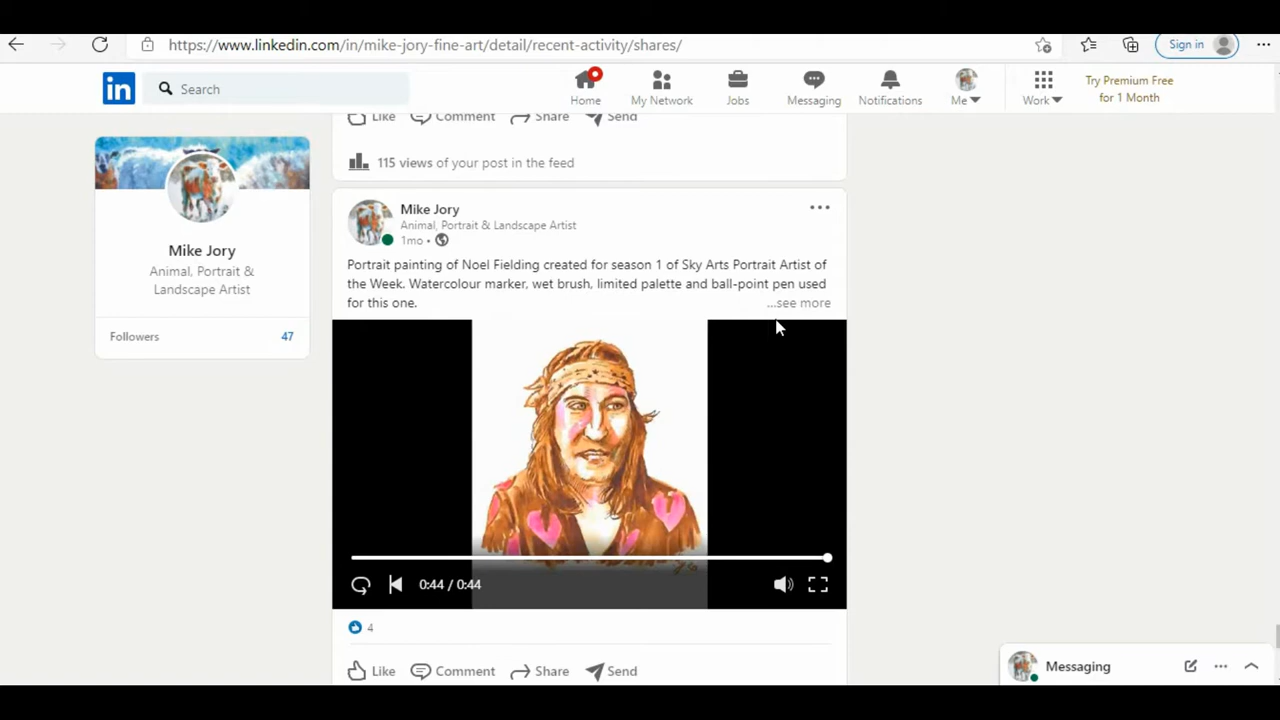 https://www.linkedin.com/in/mike-jory-fine-art/detail/recent-activity/shares/
Sign in
in
Search
Home
My Network
Jobs
Messaging
Notifications
Me
Work
Try Premium Free
for 1 Month
Like
Comment
Share
Send
115 views of your post in the feed
Mike Jory
Animal, Portrait &
Landscape Artist
Followers
47
Mike Jory
Animal, Portrait & Landscape Artist
1mo •
Portrait painting of Noel Fielding created for season 1 of Sky Arts Portrait Artist of
the Week. Watercolour marker, wet brush, limited palette and ball-point pen used
for this one.
...see more
0:44 / 0:44
4
Like
Comment
Share
Send
Messaging